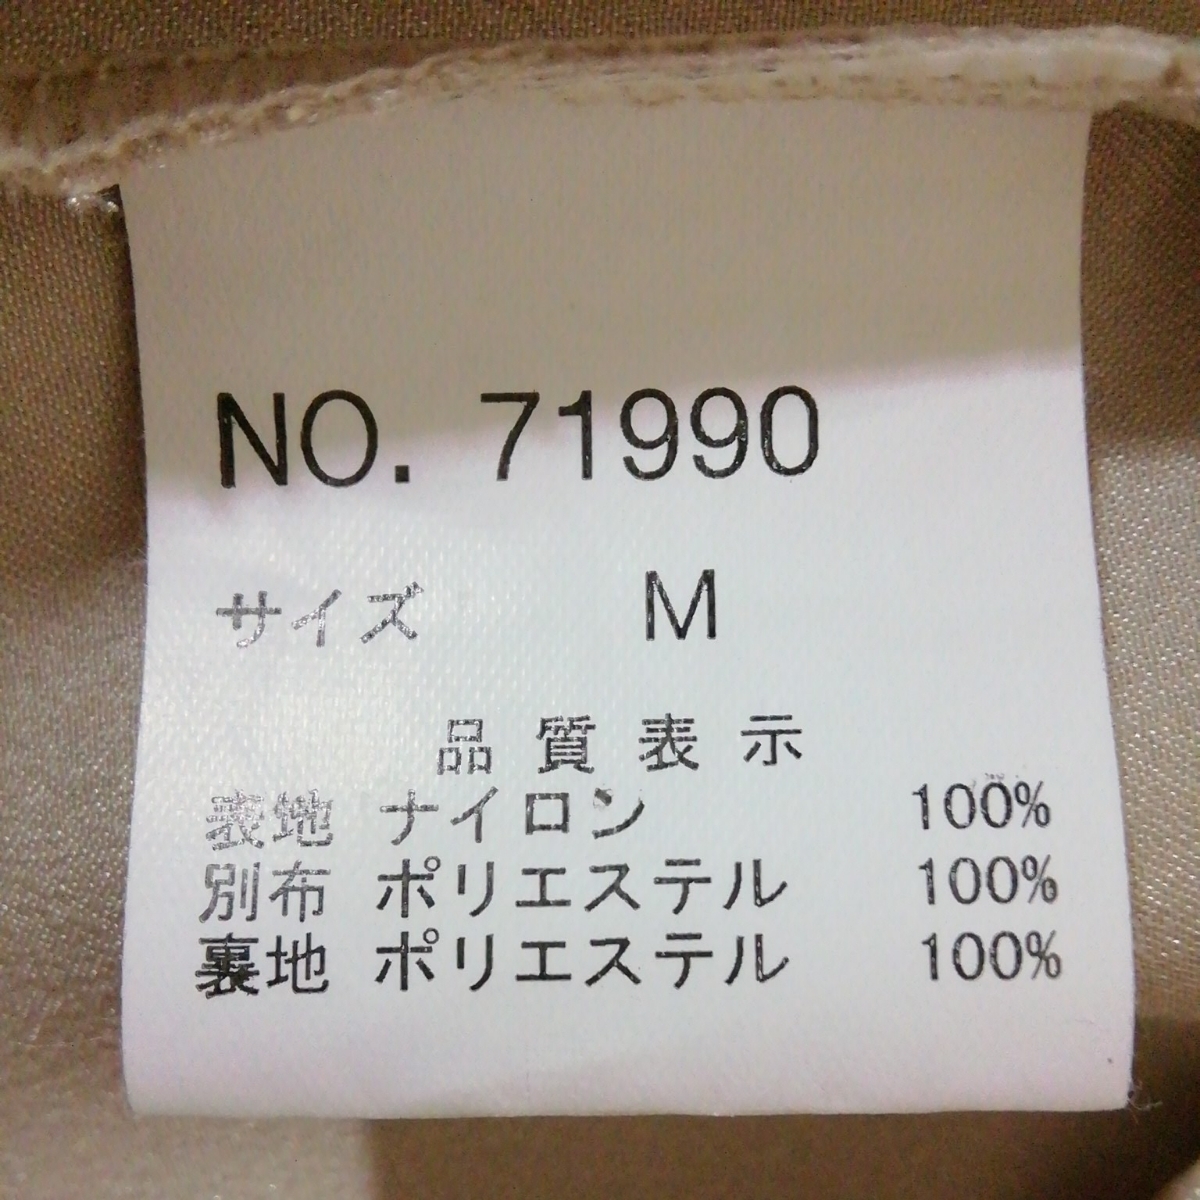 NO. 71990
サイズ M
品質表示
表地 ナイロン 100%
別布 ポリエステル 100%
裏地 ポリエステル 100%